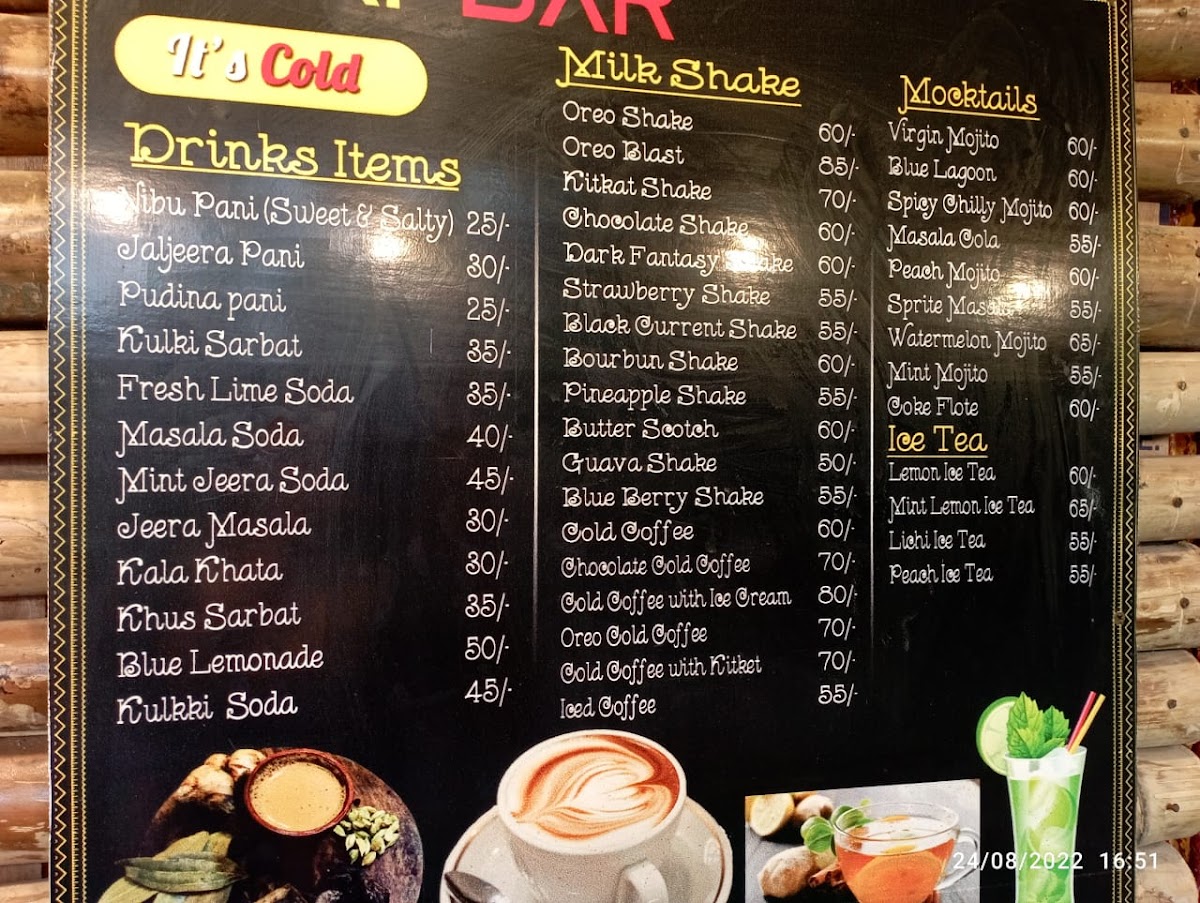 BAR
It's Cold
Drinks Items
Nibu Pani (Sweet & Salty) 25/-
Jaljeera Pani 30/-
Pudina pani 25/-
Kulki Sarbat 35/-
Fresh Lime Soda 35/-
Masala Soda 40/-
Mint Jeera Soda 45/-
Jeera Masala 30/-
Kala Khata 30/-
Khus Sarbat 35/-
Blue Lemonade 50/-
Kulkki Soda 45/-
Milk Shake
Oreo Shake 60/-
Oreo Blast 85/-
Kitkat Shake 70/-
Chocolate Shake 60/-
Dark Fantasy Shake 60/-
Strawberry Shake 55/-
Black Current Shake 55/-
Bourbun Shake 60/-
Pineapple Shake 55/-
Butter Scotch 60/-
Guava Shake 50/-
Blue Berry Shake 55/-
Cold Coffee 60/-
Chocolate Cold Coffee 70/-
Cold Coffee with Ice Cream 80/-
Oreo Cold Coffee 70/-
Cold Coffee with Kitket 70/-
Iced Coffee 55/-
Mocktails
Virgin Mojito 60/-
Blue Lagoon 60/-
Spicy Chilly Mojito 60/-
Masala Cola 55/-
Peach Mojito 60/-
Sprite Masala 55/-
Watermelon Mojito 65/-
Mint Mojito 55/-
Coke Flote 60/-
Ice Tea
Lemon Ice Tea 60/-
Mint Lemon Ice Tea 65/-
Lichi Ice Tea 55/-
Peach Ice Tea 55/-
24/08/2022 16:51